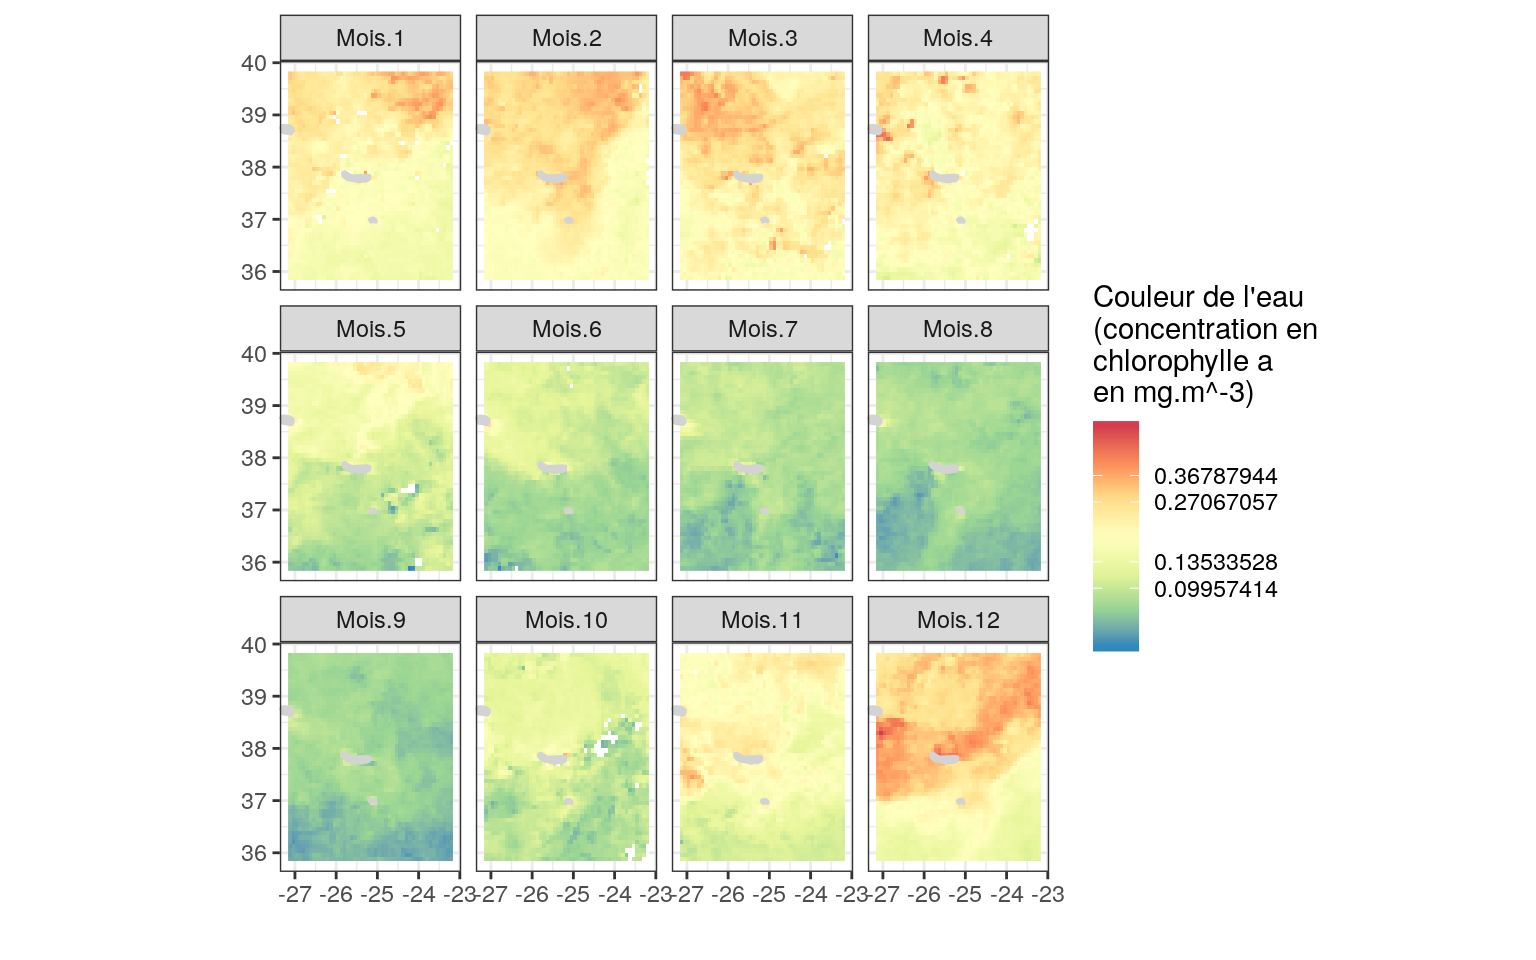 Mois.1 Mois.2 Mois.3 Mois.4
40
39
38
37
36
Mois.5 Mois.6 Mois.7 Mois.8
40
39
38
37
36
Mois.9 Mois.10 Mois.11 Mois.12
40
39
38
37
36
-27 -26 -25 -24 -23 -27 -26 -25 -24 -23 -27 -26 -25 -24 -23 -27 -26 -25 -24 -23
Couleur de l'eau
(concentration en
chlorophylle a
en mg.m^-3)
0.36787944
0.27067057
0.13533528
0.09957414